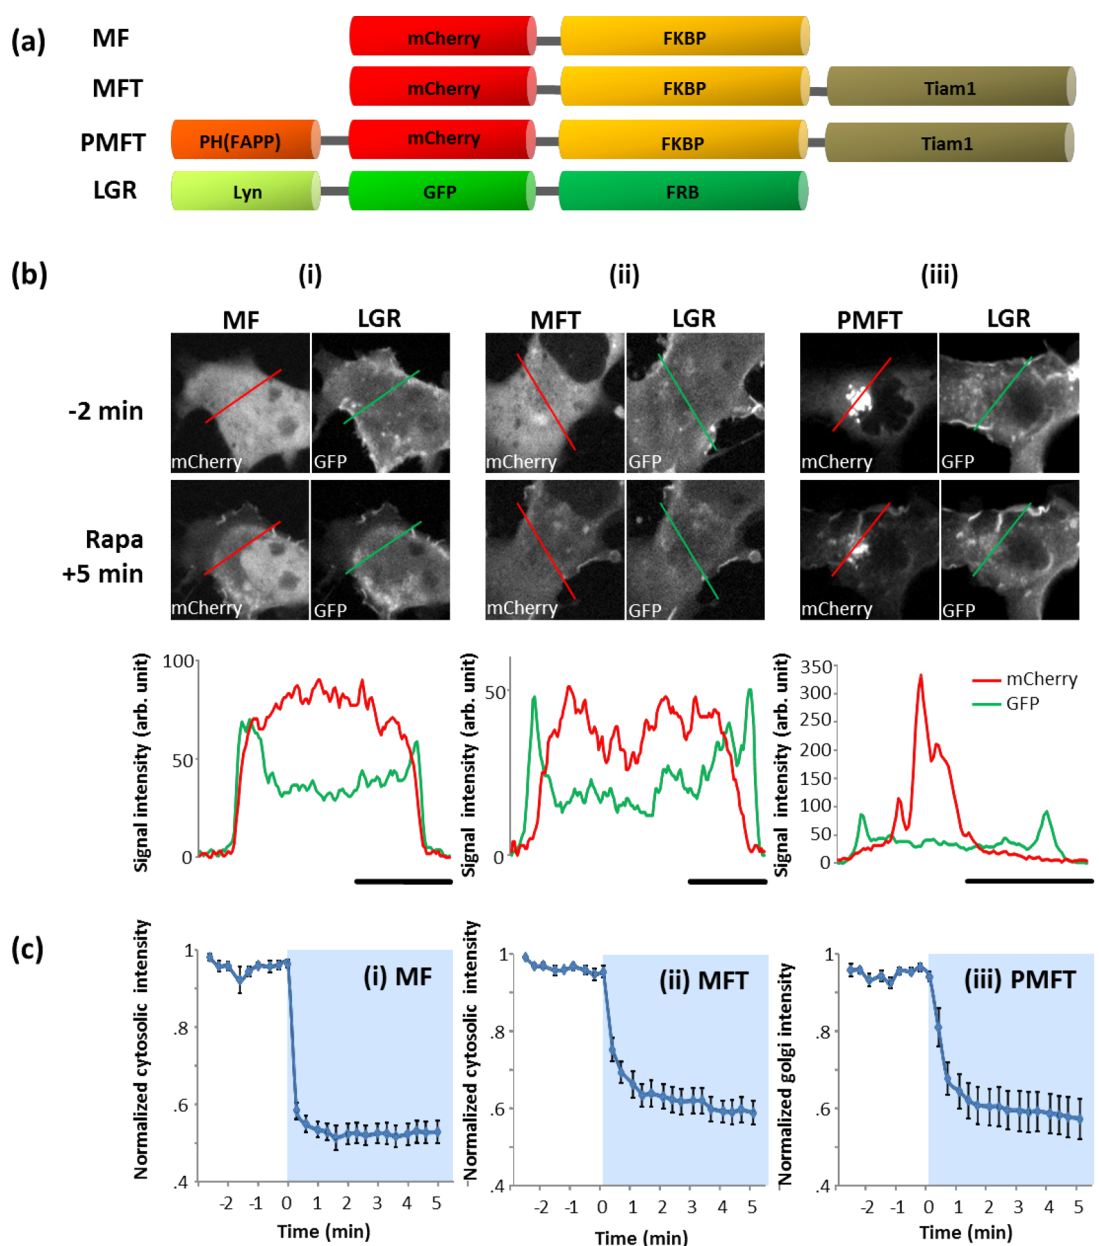 (a)
MF
mCherry
FKBP
MFT
mCherry
FKBP
Tiam1
PMFT
PH(FAPP)
mCherry
FKBP
Tiam1
LGR
Lyn
GFP
FRB
(b)
(i)
(ii)
(iii)
MF
LGR
MFT
LGR
PMFT
LGR
-2 min
mCherry
GFP
mCherry
GFP
mCherry
GFP
Rapa
+5 min
mCherry
GFP
mCherry
GFP
mCherry
GFP
Signal intensity (arb. unit)
100
50
0
Signal intensity (arb. unit)
50
0
Signal intensity (arb. unit)
350
300
250
200
150
100
50
0
mCherry
GFP
(c)
Normalized cytosolic intensity
1
.8
.6
.4
(i) MF
-2 -1 0 1 2 3 4 5
Time (min)
Normalized cytosolic intensity
1
.8
.6
.4
(ii) MFT
-2 -1 0 1 2 3 4 5
Time (min)
Normalized golgi intensity
1
.8
.6
.4
(iii) PMFT
-2 -1 0 1 2 3 4 5
Time (min)